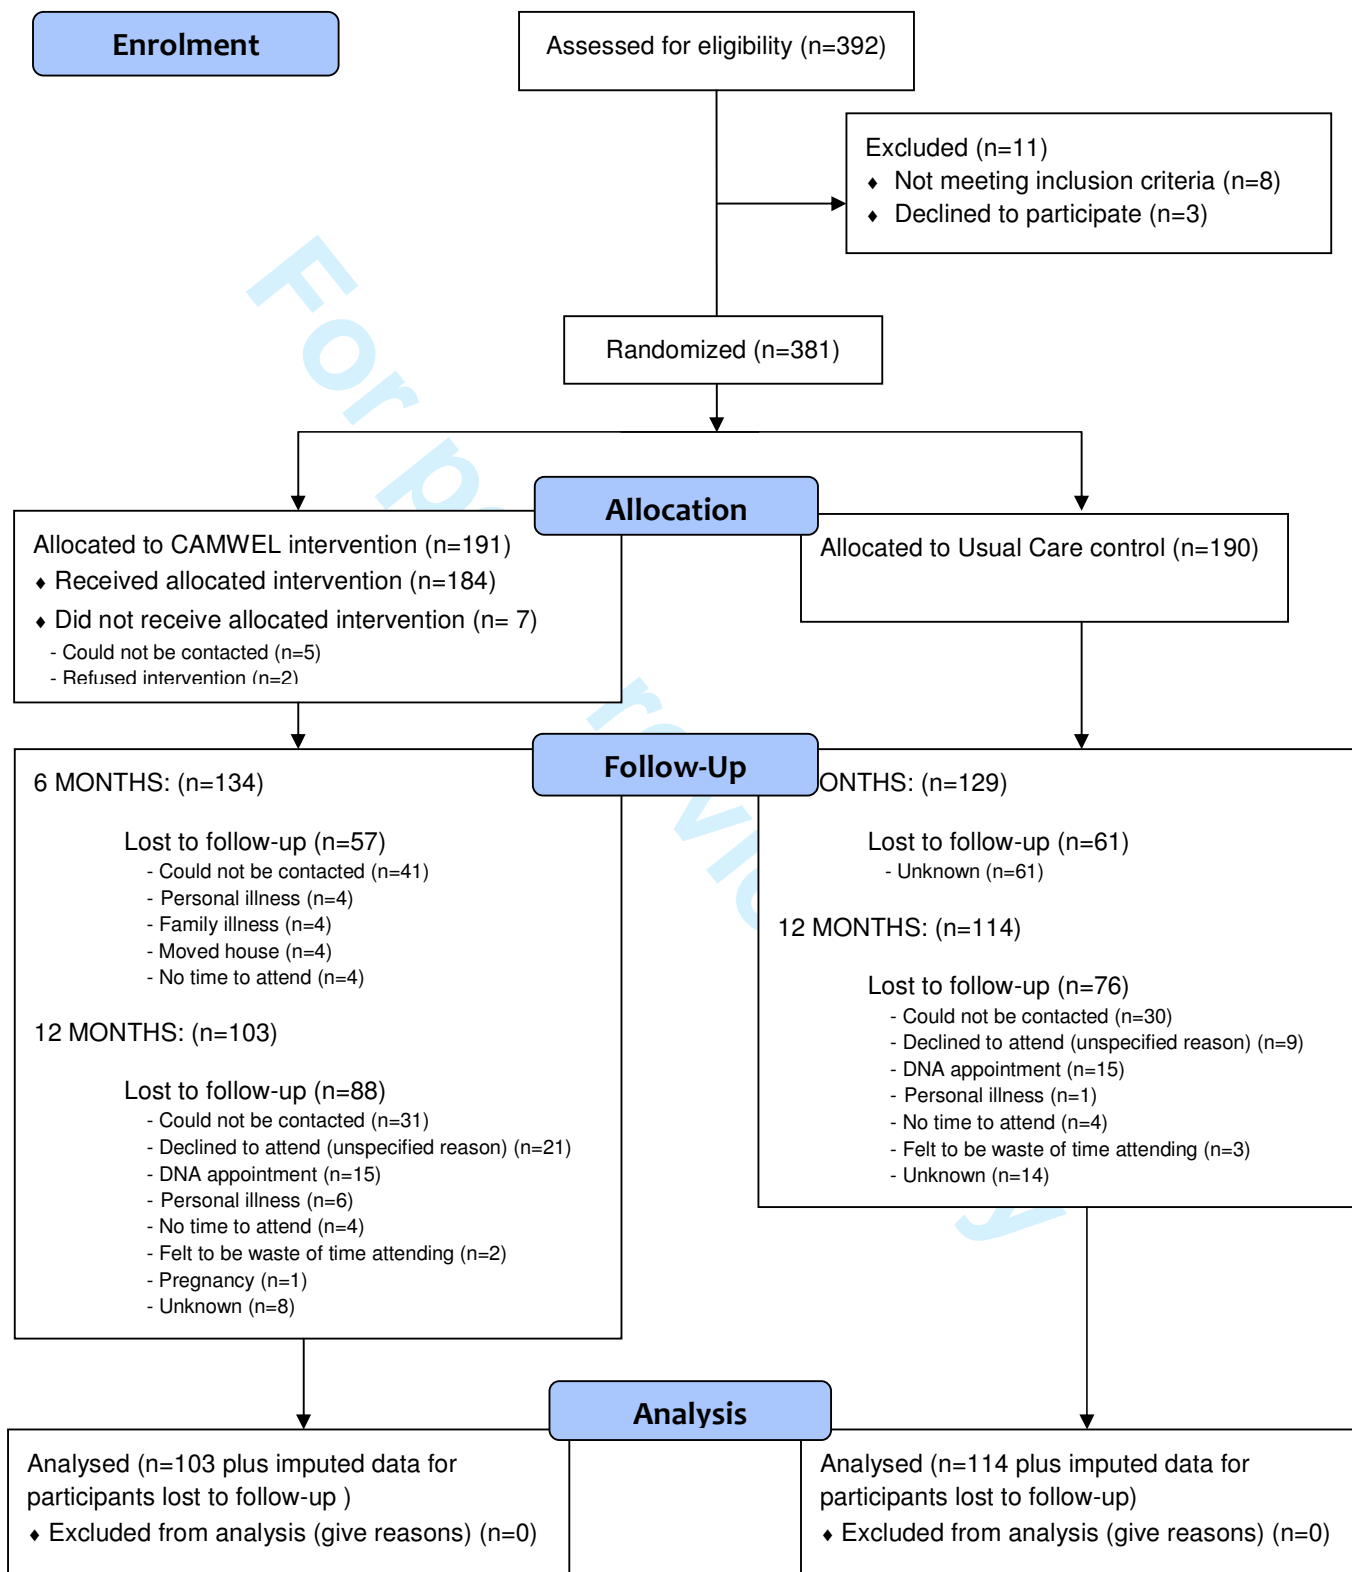 Enrolment
Assessed for eligibility (n=392)
Excluded (n=11)
♦ Not meeting inclusion criteria (n=8)
♦ Declined to participate (n=3)
Randomized (n=381)
Allocation
Allocated to CAMWEL intervention (n=191)
♦ Received allocated intervention (n=184)
♦ Did not receive allocated intervention (n= 7)
- Could not be contacted (n=5)
- Refused intervention (n=2)
Allocated to Usual Care control (n=190)
Follow-Up
6 MONTHS: (n=134)
Lost to follow-up (n=57)
- Could not be contacted (n=41)
- Personal illness (n=4)
- Family illness (n=4)
- Moved house (n=4)
- No time to attend (n=4)
12 MONTHS: (n=103)
Lost to follow-up (n=88)
- Could not be contacted (n=31)
- Declined to attend (unspecified reason) (n=21)
- DNA appointment (n=15)
- Personal illness (n=6)
- No time to attend (n=4)
- Felt to be waste of time attending (n=2)
- Pregnancy (n=1)
- Unknown (n=8)
ONTHS: (n=129)
Lost to follow-up (n=61)
- Unknown (n=61)
12 MONTHS: (n=114)
Lost to follow-up (n=76)
- Could not be contacted (n=30)
- Declined to attend (unspecified reason) (n=9)
- DNA appointment (n=15)
- Personal illness (n=1)
- No time to attend (n=4)
- Felt to be waste of time attending (n=3)
- Unknown (n=14)
Analysis
Analysed (n=103 plus imputed data for
participants lost to follow-up )
♦ Excluded from analysis (give reasons) (n=0)
Analysed (n=114 plus imputed data for
participants lost to follow-up)
♦ Excluded from analysis (give reasons) (n=0)
For